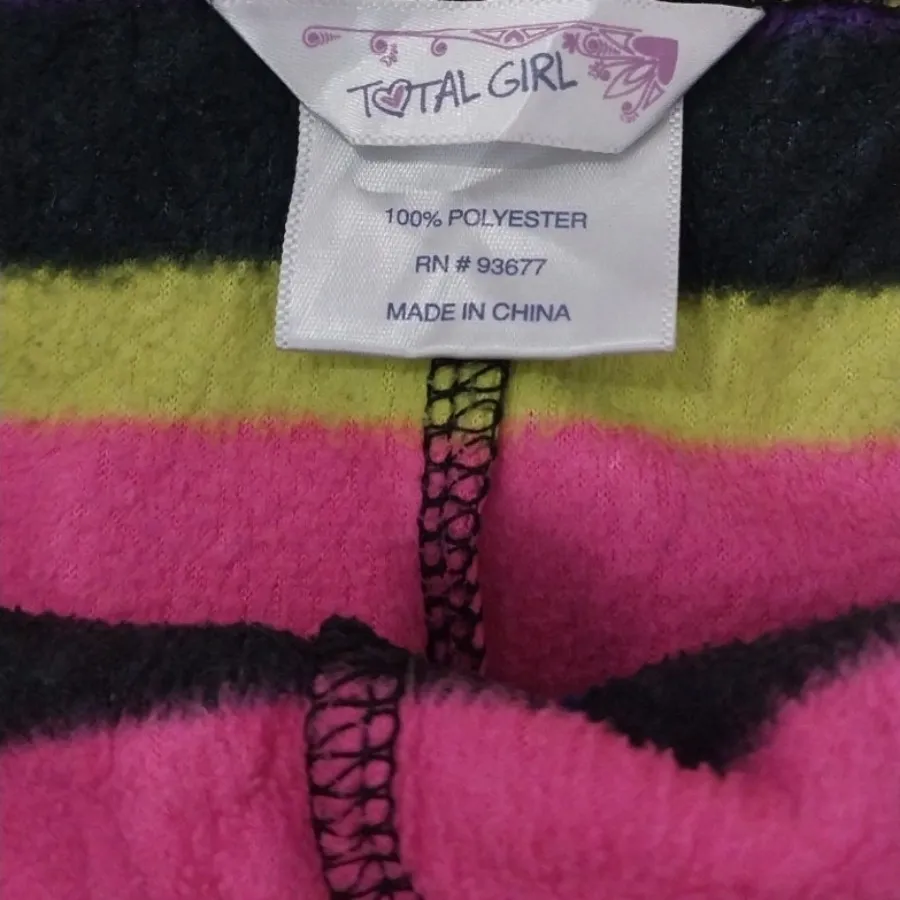 TOTAL GIRL
100% POLYESTER
RN # 93677
MADE IN CHINA